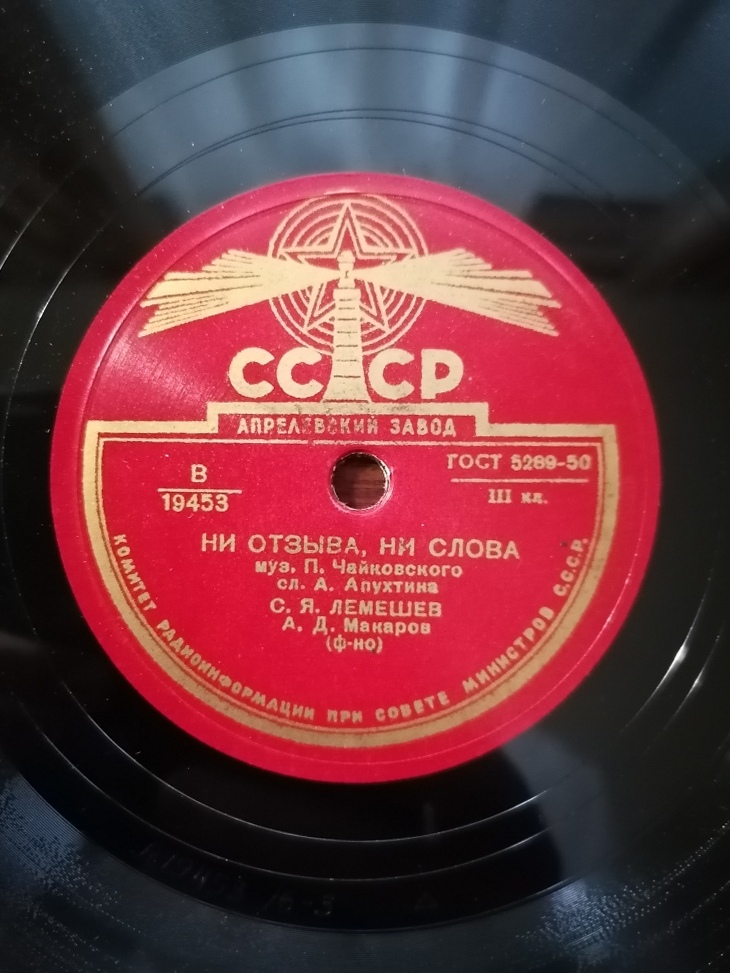 СССР
АПРЕЛЕВСКИЙ ЗАВОД
В
19453
ГОСТ 5289-50
III кл.
НИ ОТЗЫВА, НИ СЛОВА
муз. П. Чайковского
сл. А. Апухтина
С. Я. ЛЕМЕШЕВ
А. Д. Макаров
(ф-но)
КОМИТЕТ РАДИОИНФОРМАЦИИ ПРИ СОВЕТЕ МИНИСТРОВ С.С.С.Р.